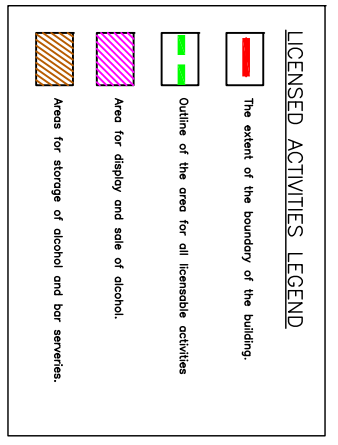 LICENSED ACTIVITIES LEGEND
The extent of the boundary of the building.
Outline of the area for all licensable activities
Area for display and sale of alcohol.
Areas for storage of alcohol and bar serveries.